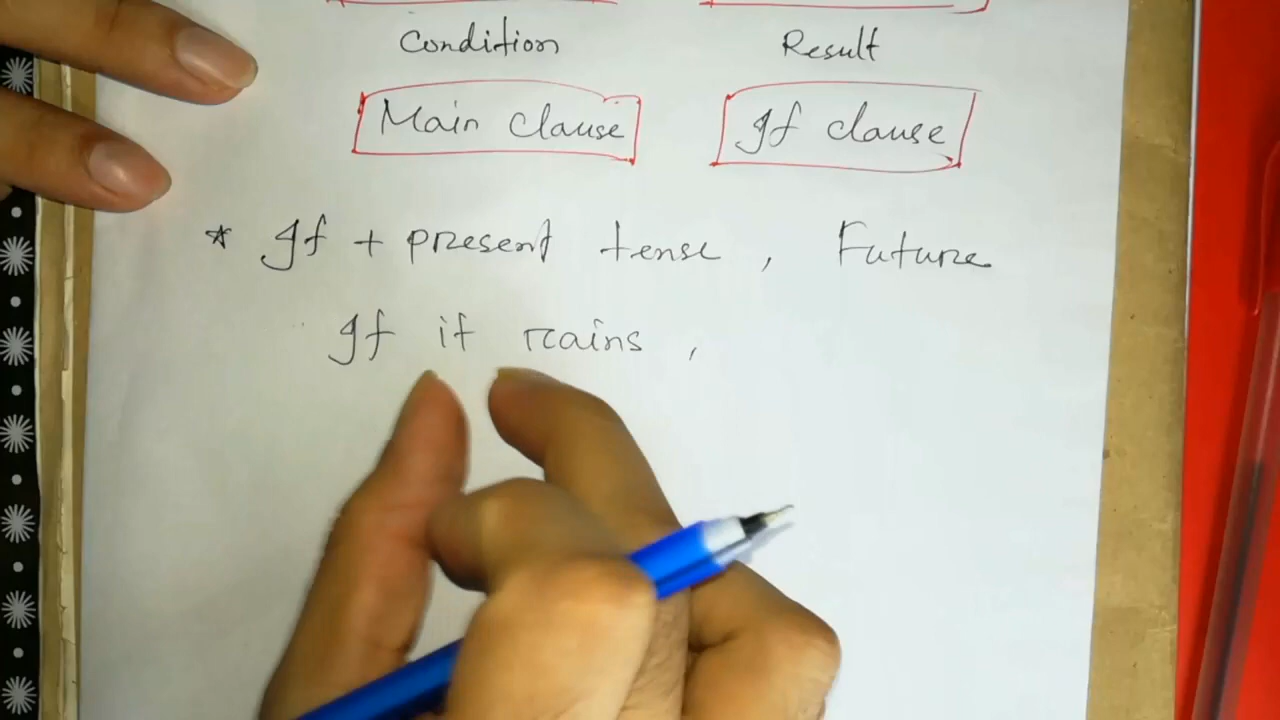 Condition Result
Main Clause If clause
* If + present tense , Future
If it rains ,